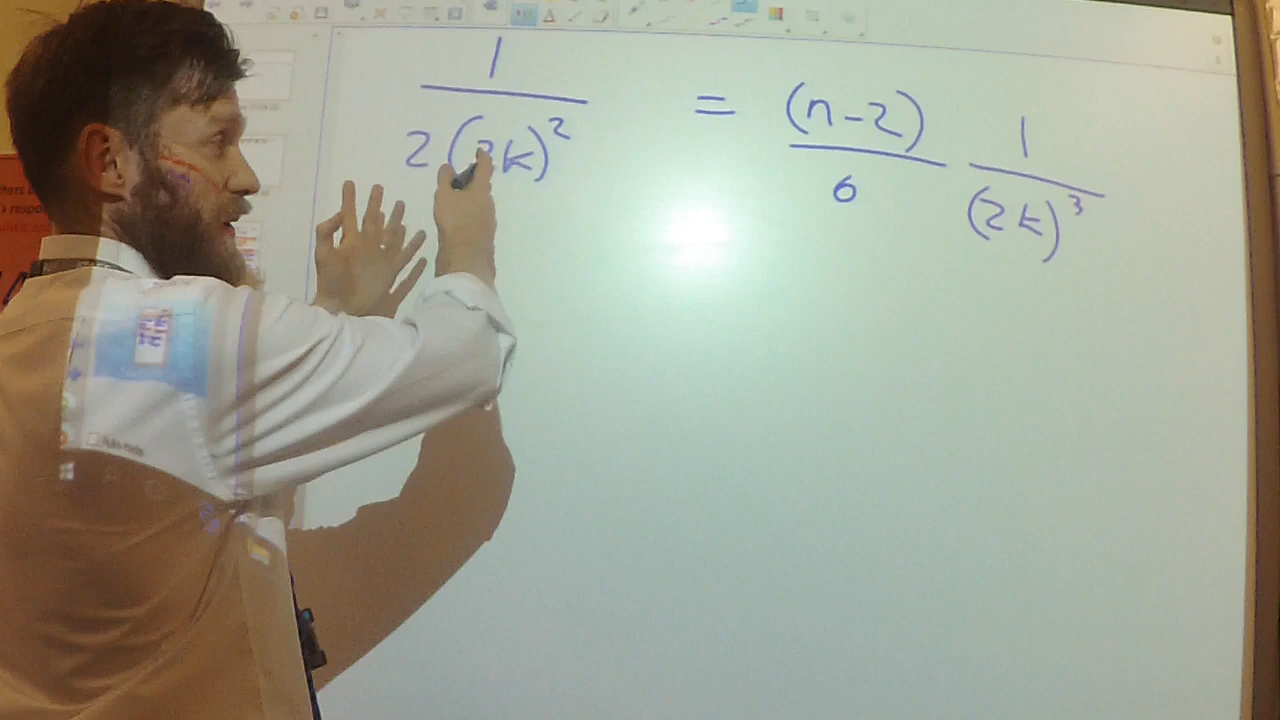 1/(2(2k)^2) = (n-2)/6 1/(2k)^3